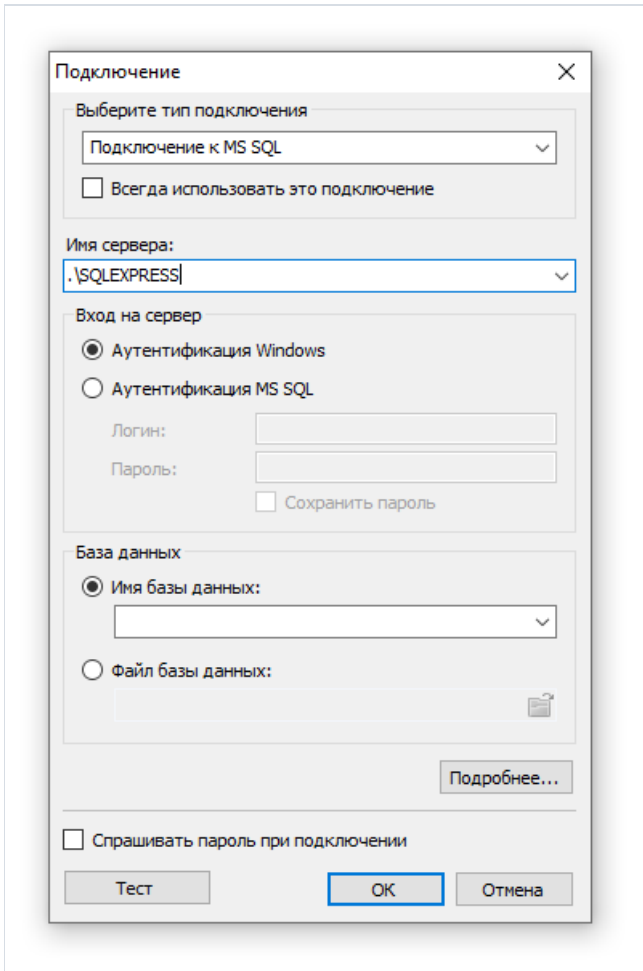 Подключение
Выберите тип подключения
Подключение к MS SQL
Всегда использовать это подключение
Имя сервера:
.\SQLEXPRESS
Вход на сервер
Аутентификация Windows
Аутентификация MS SQL
Логин:
Пароль:
Сохранить пароль
База данных
Имя базы данных:
Файл базы данных:
Подробнее...
Спрашивать пароль при подключении
Тест OK Отмена